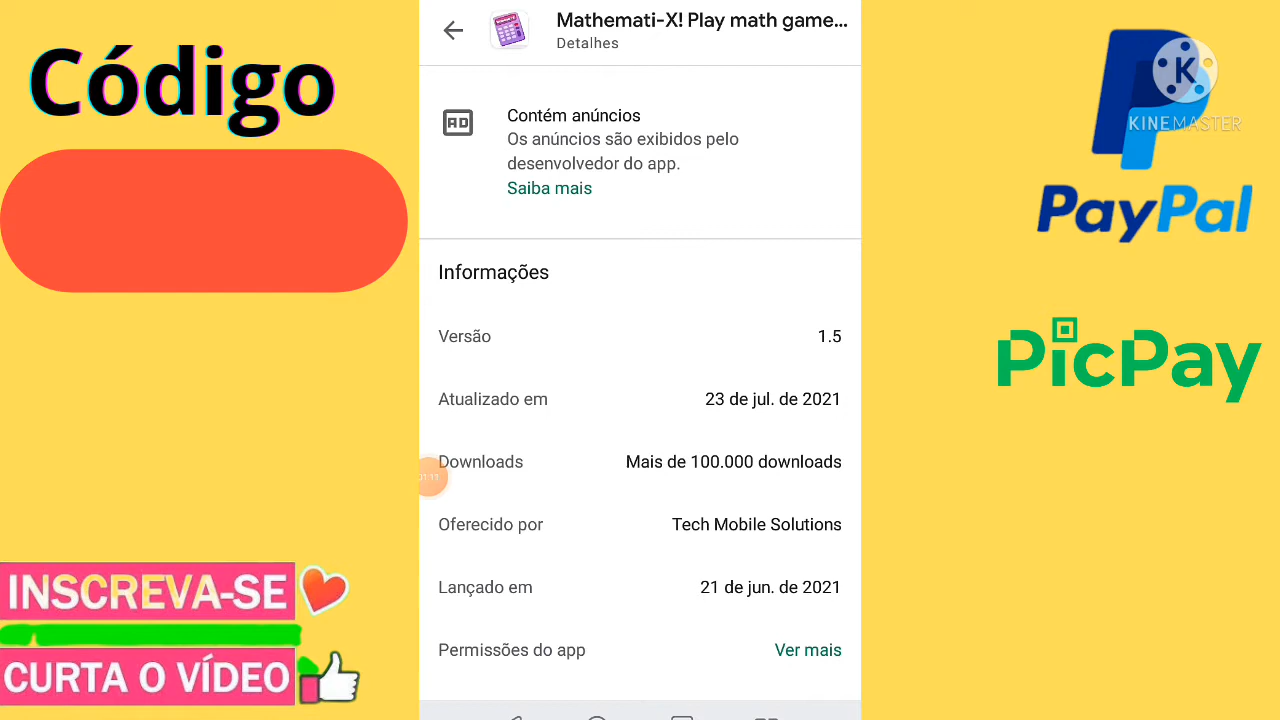 Código
INSCREVA-SE
CURTA O VÍDEO
Mathemati-X! Play math game...
Detalhes
AD
Contém anúncios
Os anúncios são exibidos pelo
desenvolvedor do app.
Saiba mais
Informações
Versão 1.5
Atualizado em 23 de jul. de 2021
Downloads Mais de 100.000 downloads
01:13
Oferecido por Tech Mobile Solutions
Lançado em 21 de jun. de 2021
Permissões do app Ver mais
K
KINEMASTER
PayPal
PicPay